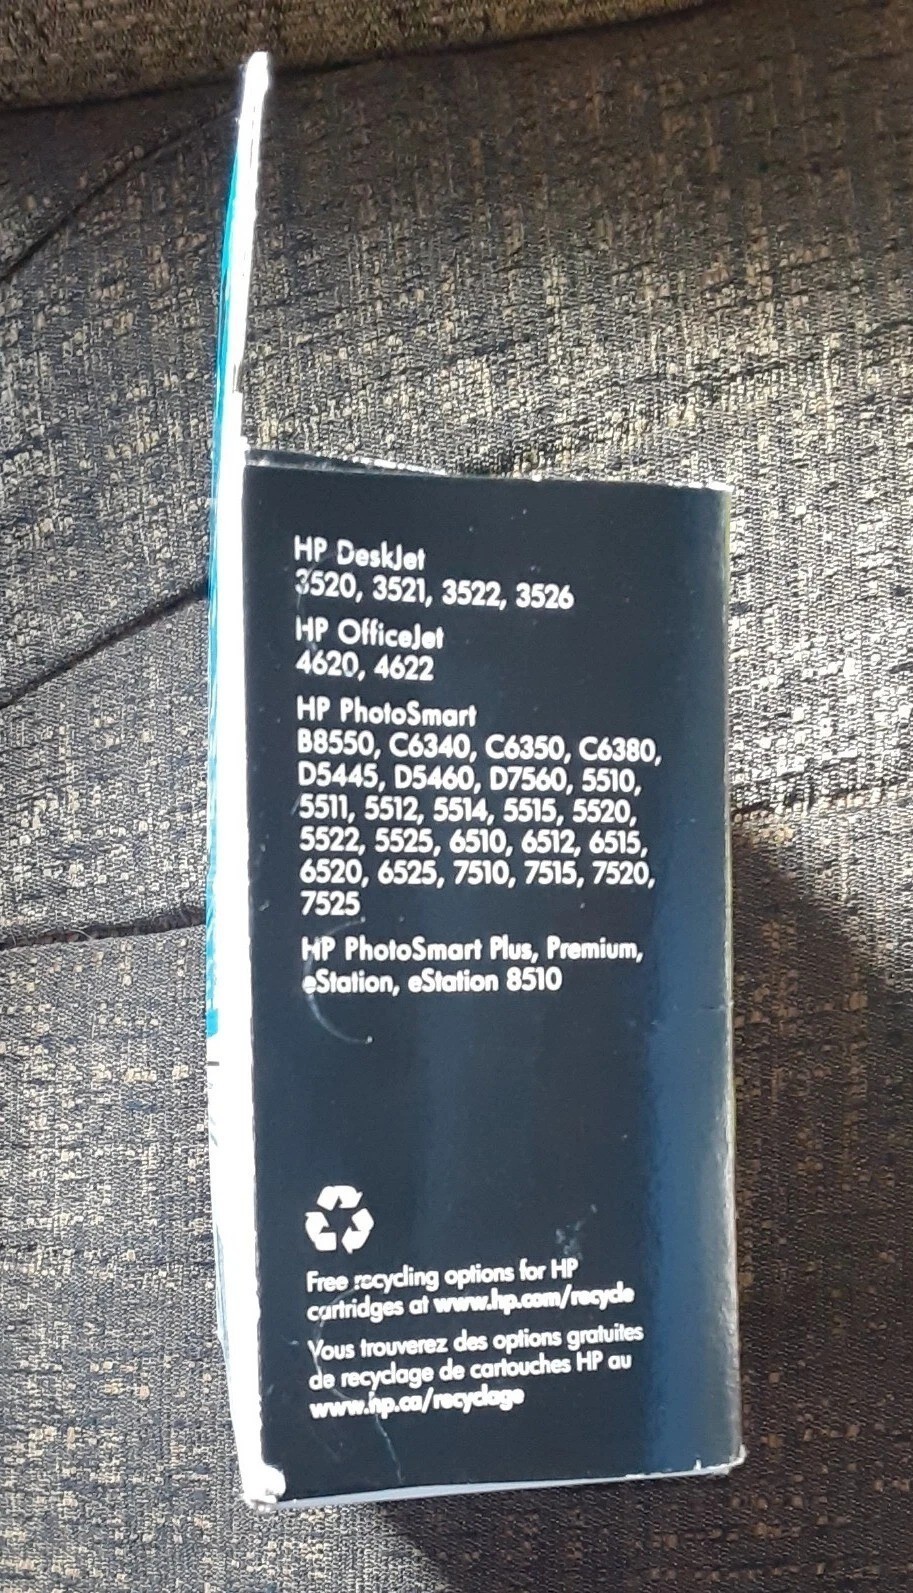 HP DeskJet
3520, 3521, 3522, 3526
HP OfficeJet
4620, 4622
HP PhotoSmart
B8550, C6340, C6350, C6380,
D5445, D5460, D7560, 5510,
5511, 5512, 5514, 5515, 5520,
5522, 5525, 6510, 6512, 6515,
6520, 6525, 7510, 7515, 7520,
7525
HP PhotoSmart Plus, Premium,
eStation, eStation 8510
Free recycling options for HP
cartridges at www.hp.com/recycle
Vous trouverez des options gratuites
de recyclage de cartouches HP au
www.hp.ca/recyclage